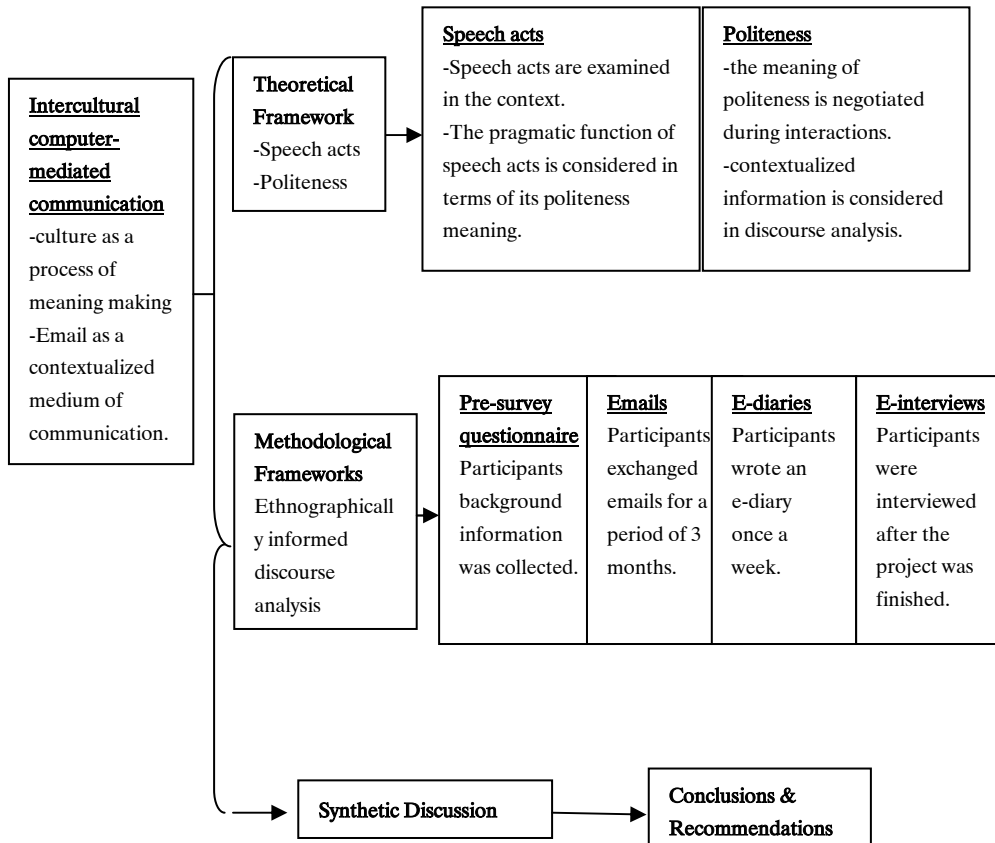 Intercultural
computer-
mediated
communication
-culture as a
process of
meaning making
-Email as a
contextualized
medium of
communication.
Theoretical
Framework
-Speech acts
-Politeness
Speech acts
-Speech acts are examined
in the context.
-The pragmatic function of
speech acts is considered in
terms of its politeness
meaning.
Politeness
-the meaning of
politeness is negotiated
during interactions.
-contextualized
information is considered
in discourse analysis.
Methodological
Frameworks
Ethnographicall
y informed
discourse
analysis
Pre-survey
questionnaire
Participants
background
information
was collected.
Emails
Participants
exchanged
emails for a
period of 3
months.
E-diaries
Participants
wrote an
e-diary
once a
week.
E-interviews
Participants
were
interviewed
after the
project was
finished.
Synthetic Discussion
Conclusions &
Recommendations